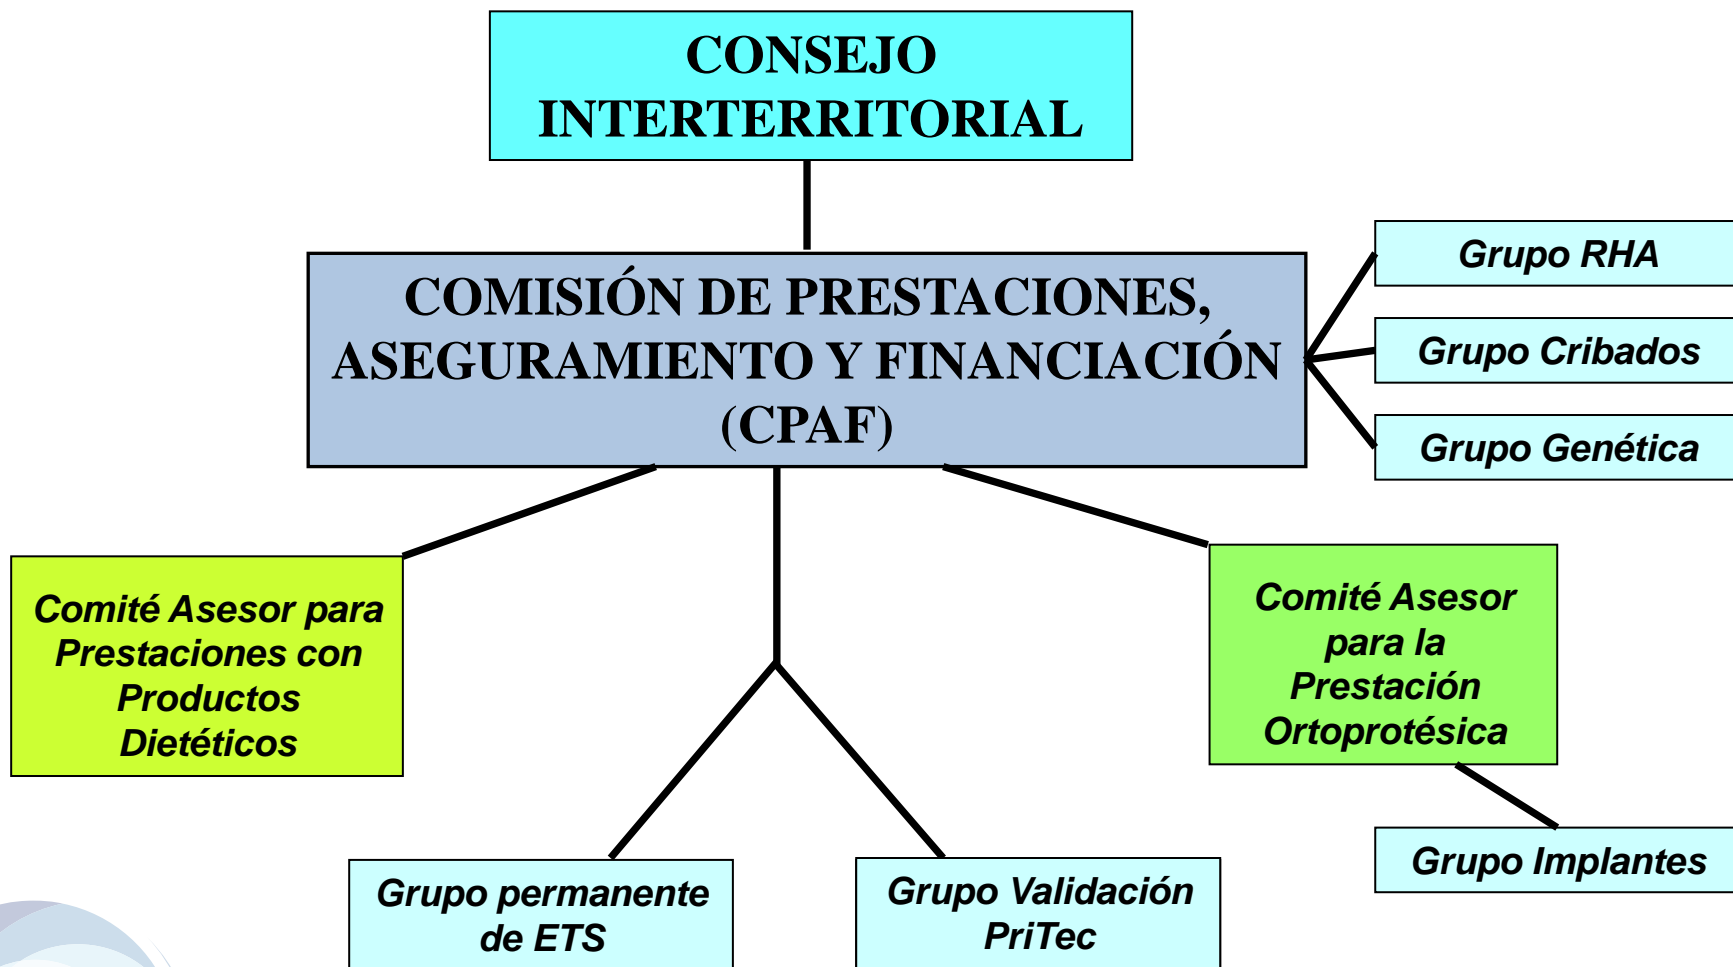 CONSEJO
INTERTERRITORIAL
COMISIÓN DE PRESTACIONES,
ASEGURAMIENTO Y FINANCIACIÓN
(CPAF)
Grupo RHA
Grupo Cribados
Grupo Genética
Comité Asesor para
Prestaciones con
Productos
Dietéticos
Comité Asesor
para la
Prestación
Ortoprotésica
Grupo Implantes
Grupo permanente
de ETS
Grupo Validación
PriTec